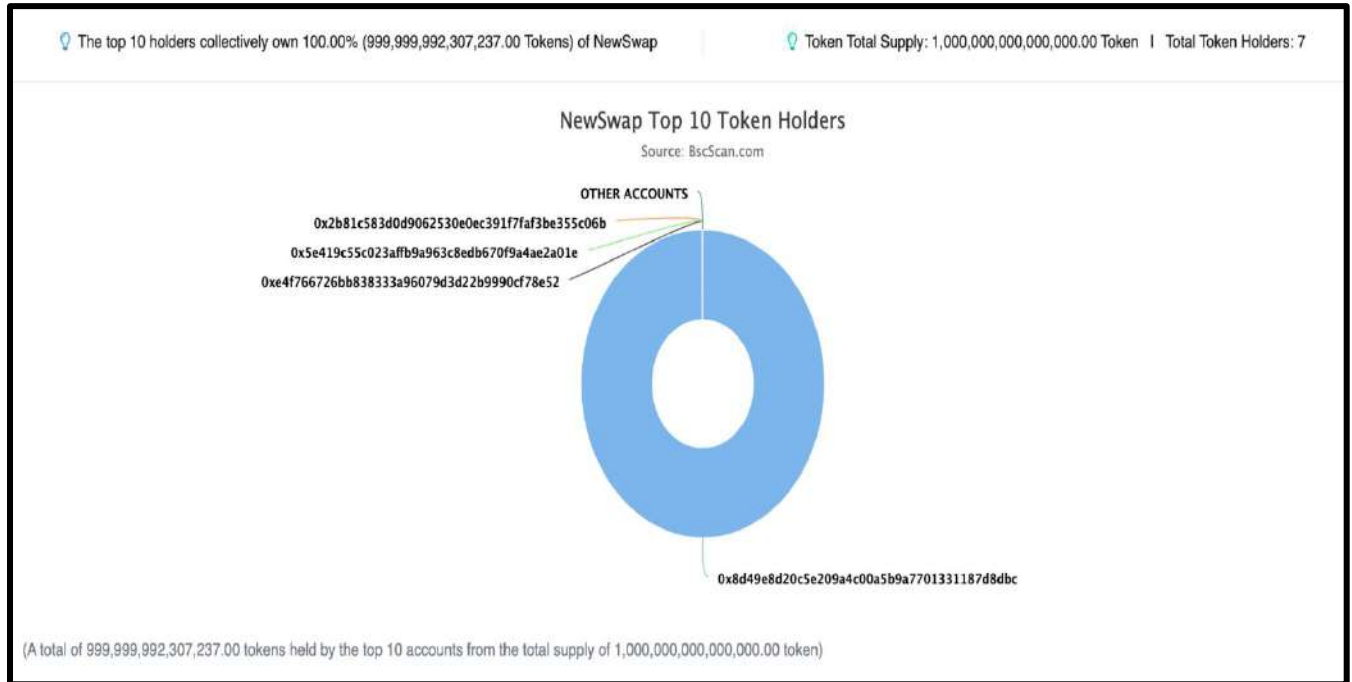 The top 10 holders collectively own 100.00% (999,999,992,307,237.00 Tokens) of NewSwap
Token Total Supply: 1,000,000,000,000,000.00 Token | Total Token Holders: 7
NewSwap Top 10 Token Holders
Source: BscScan.com
OTHER ACCOUNTS
0x2b81c583d0d9062530e0ec391f7faf3be355c06b
0x5e419c55c023affb9a963c8edb670f9a4ae2a01e
0xe4f766726bb838333a96079d3d22b9990cf78e52
0x8d49e8d20c5e209a4c00a5b9a7701331187d8dbc
(A total of 999,999,992,307,237.00 tokens held by the top 10 accounts from the total supply of 1,000,000,000,000,000.00 token)